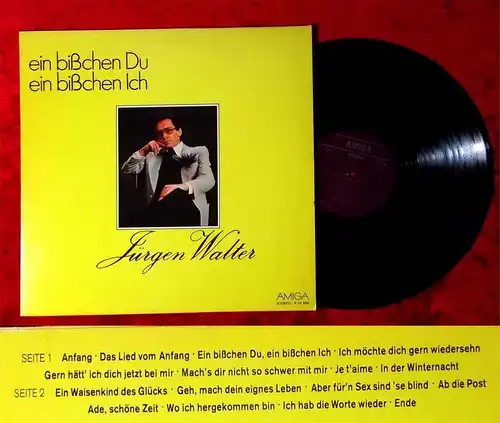 ein bißchen Du
ein bißchen Ich
Jürgen Walter
AMIGA
STEREO
AMIGA
SEITE 1 Anfang · Das Lied vom Anfang · Ein bißchen Du, ein bißchen Ich · Ich möchte dich gern wiedersehn
Gern hätt' ich dich jetzt bei mir · Mach's dir nicht so schwer mit mir · Je t'aime · In der Winternacht
SEITE 2 Ein Waisenkind des Glücks · Geh, mach dein eignes Leben · Aber für'n Sex sind 'se blind · Ab die Post
Ade, schöne Zeit · Wo ich hergekommen bin · Ich hab die Worte wieder · Ende